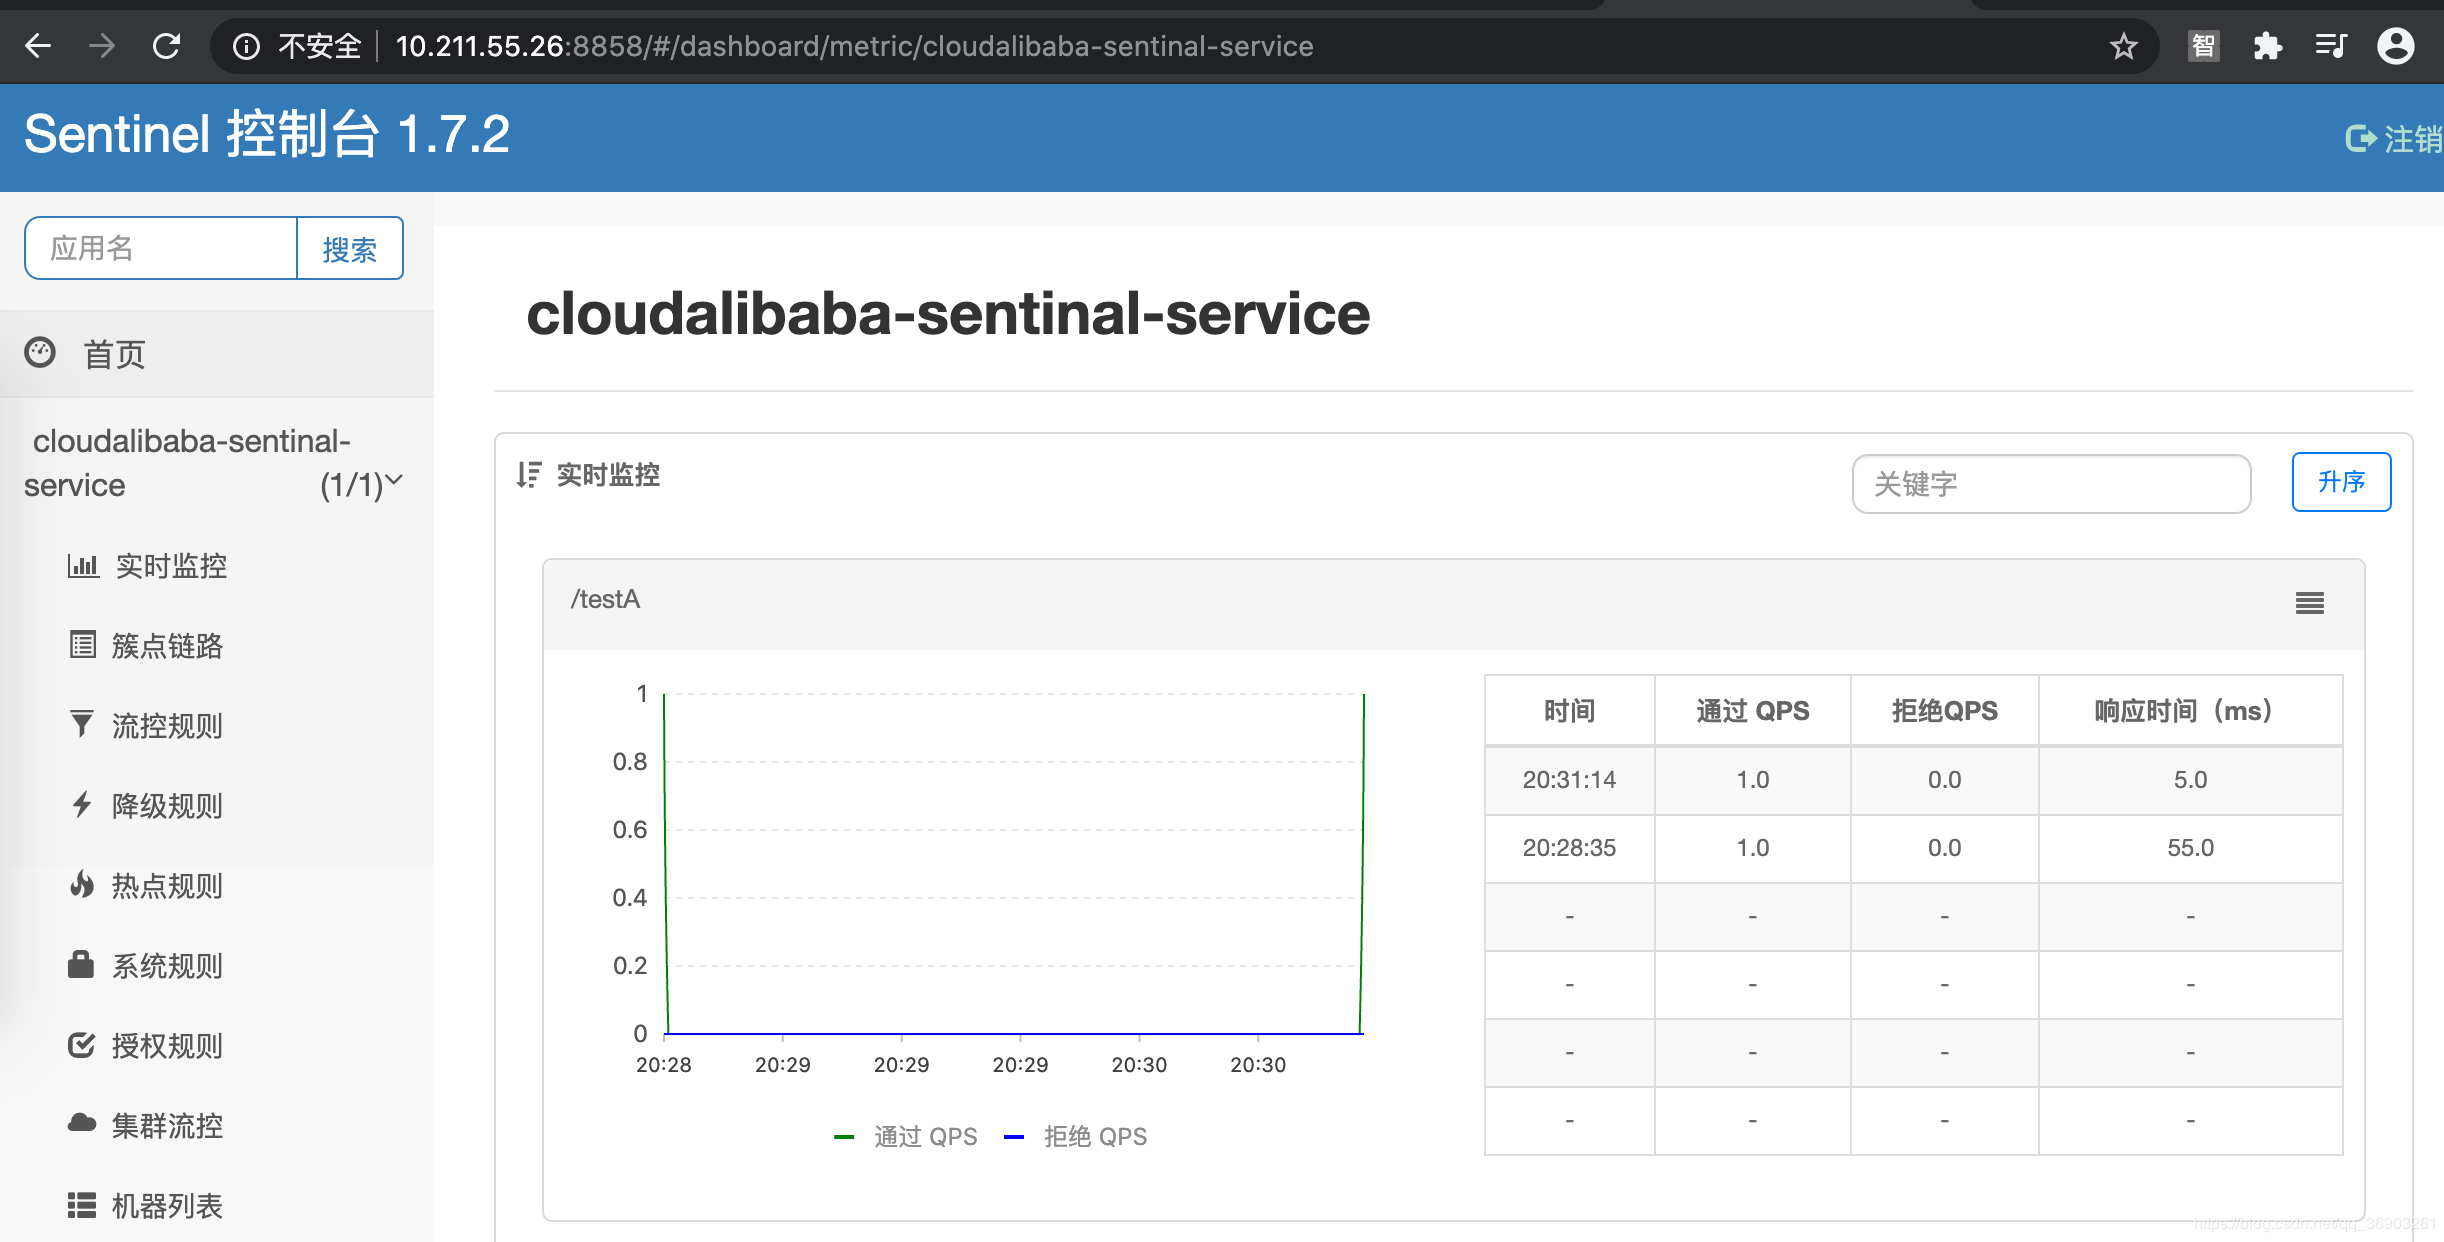 不安全 10.211.55.26:8858/#/dashboard/metric/cloudalibaba-sentinal-service 智
Sentinel 控制台 1.7.2
注销
应用名 搜索
首页
cloudalibaba-sentinal-
service (1/1)
实时监控
簇点链路
流控规则
降级规则
热点规则
系统规则
授权规则
集群流控
机器列表
cloudalibaba-sentinal-service
实时监控 关键字 升序
/testA
1
0.8
0.6
0.4
0.2
0
20:28 20:29 20:29 20:29 20:30 20:30
通过 QPS 拒绝 QPS
时间 通过 QPS 拒绝QPS 响应时间（ms）
20:31:14 1.0 0.0 5.0
20:28:35 1.0 0.0 55.0
- - - -
- - - -
- - - -
- - - -
https://blog.csdn.net/qq_36903261